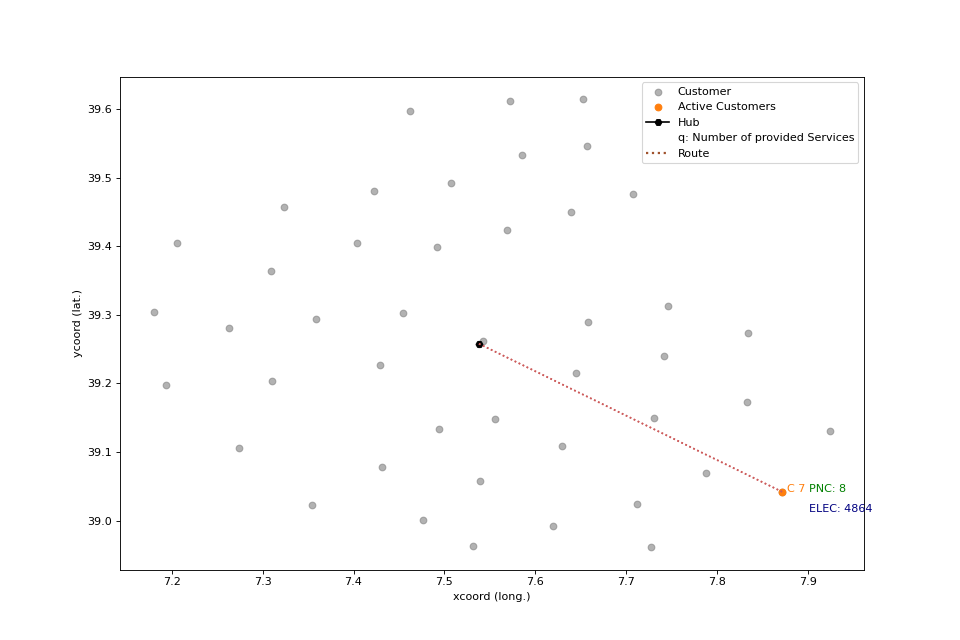 Customer
Active Customers
Hub
q: Number of provided Services
Route
39.6
39.5
39.4
39.3
39.2
39.1
39.0
ycoord (lat.)
C 7 PNC: 8
ELEC: 4864
7.2 7.3 7.4 7.5 7.6 7.7 7.8 7.9
xcoord (long.)